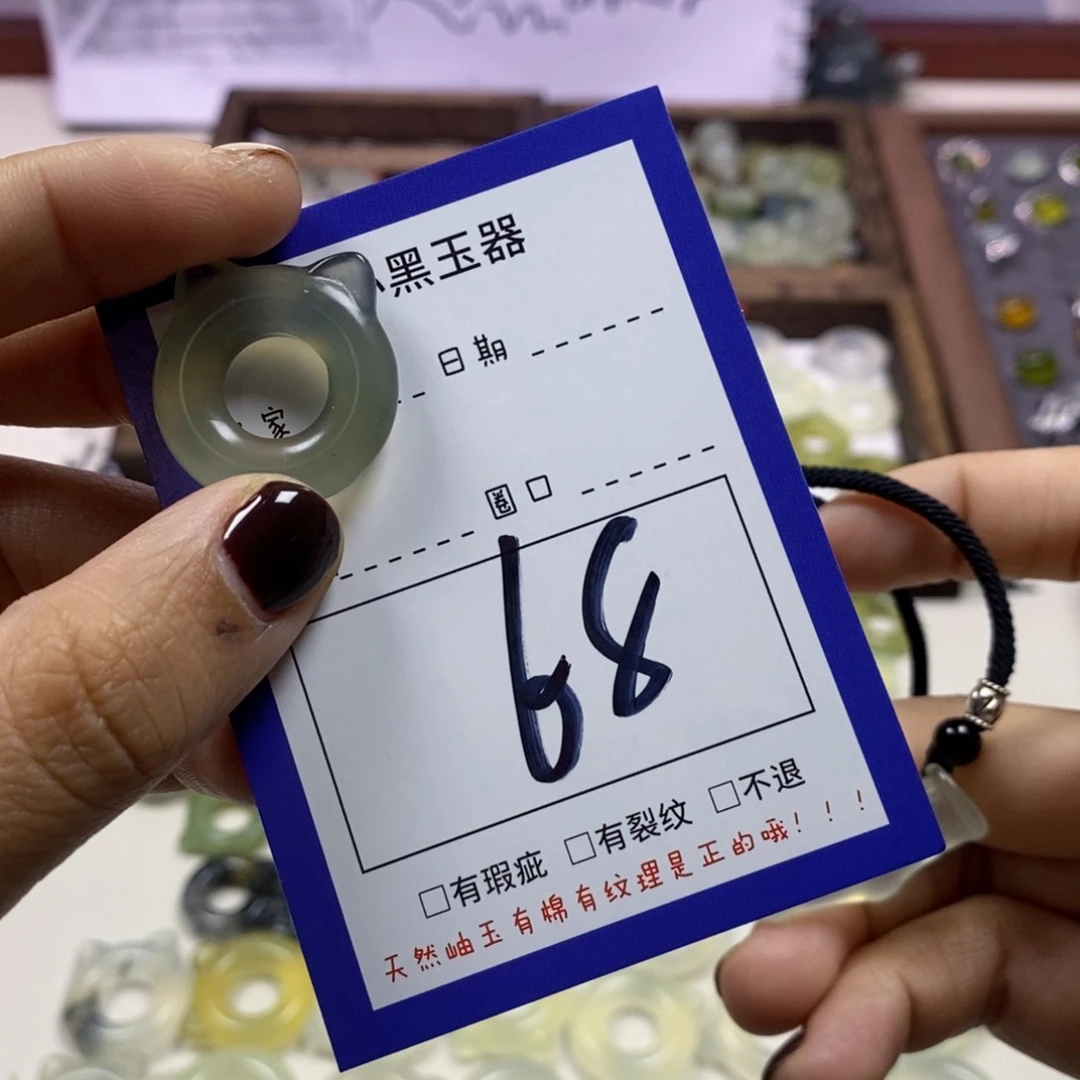 小黑玉器
日期
家
圈口
68
□有瑕疵 □有裂纹 □不退
天然岫玉有棉有纹理是正的哦！！！